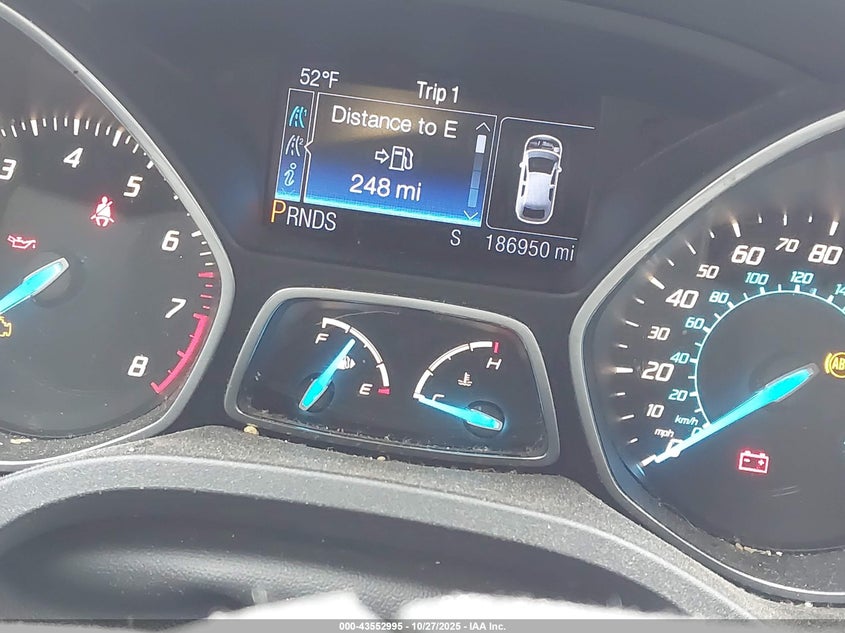 52°F Trip 1
Distance to E
248 mi
PRNDS
S 186950 mi
3 4 5 6 7 8
F E
C H
mph 10 20 30 40 50 60 70 80
km/h 20 40 60 80 100 120
ABS
000-43552995 - 10/27/2025 - IAA Inc.